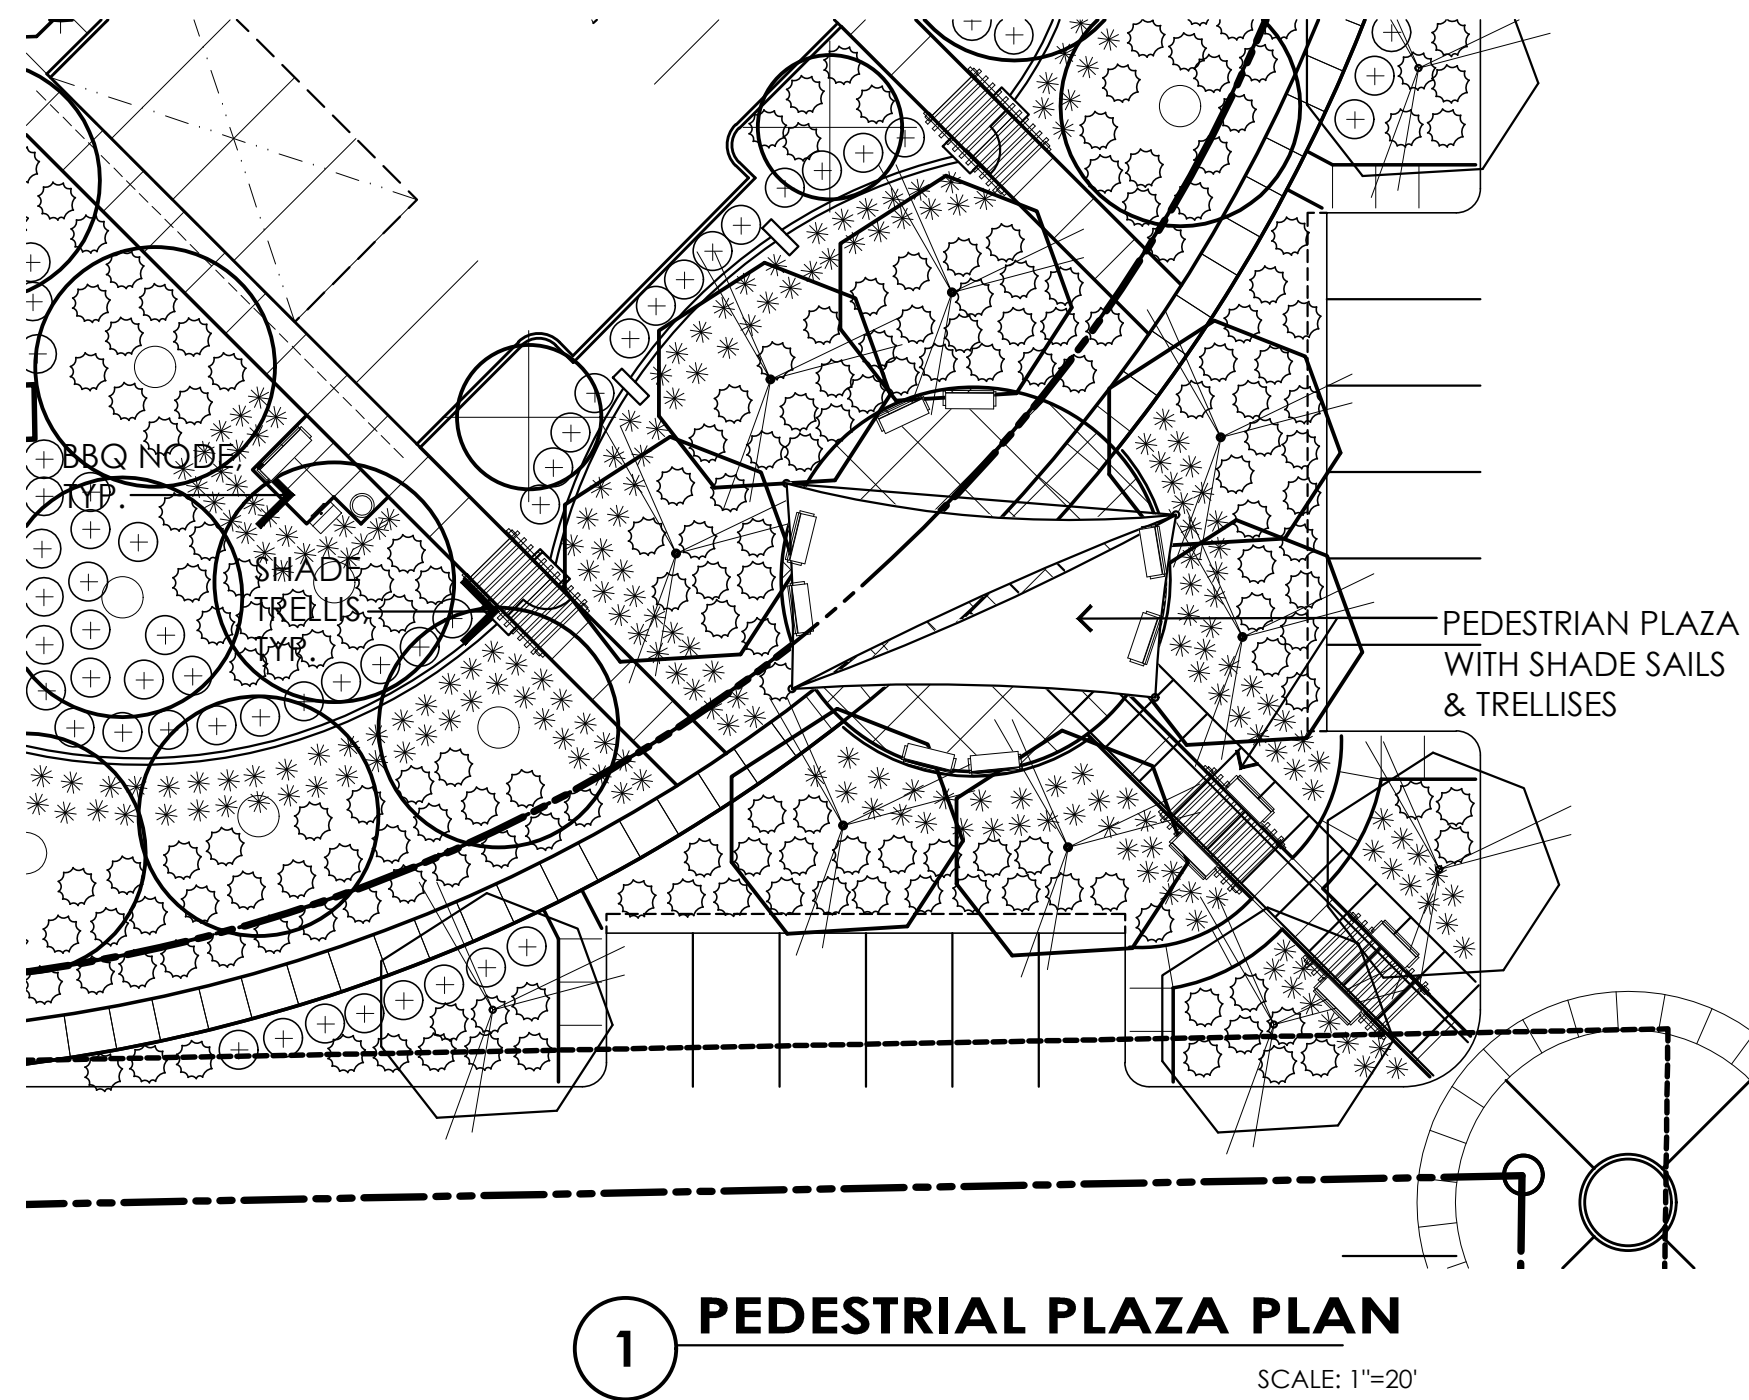 BBQ NODE,
TYP.
SHADE
TRELLIS,
TYP.
PEDESTRIAN PLAZA
WITH SHADE SAILS
& TRELLISES
1
PEDESTRIAL PLAZA PLAN
SCALE: 1"=20'